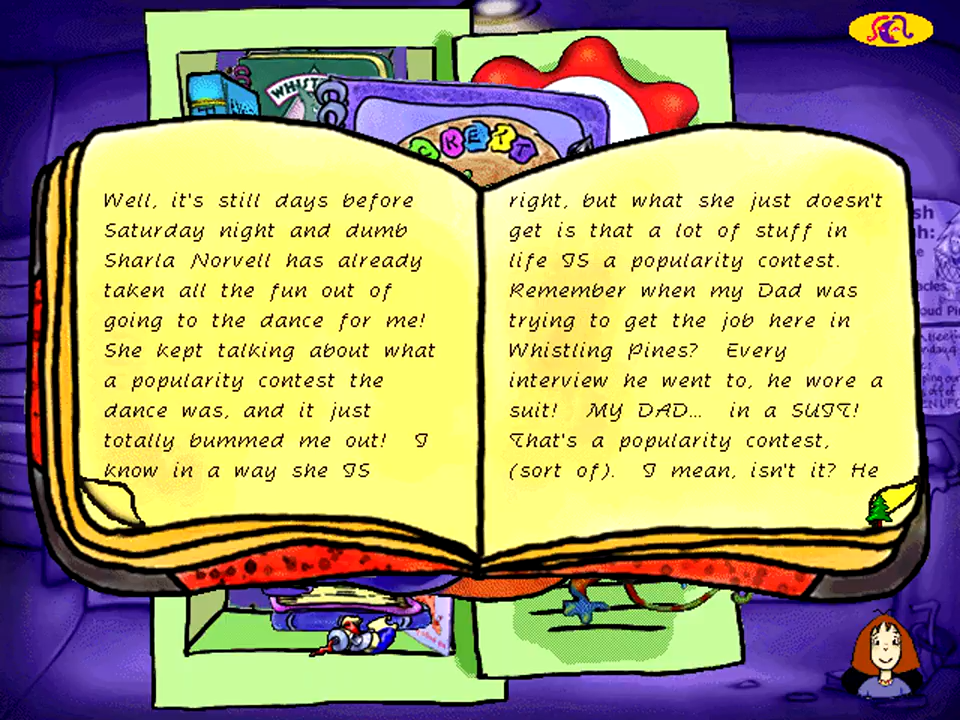 WHIST
CKETT
Well, it's still days before
Saturday night and dumb
Sharla Norvell has already
taken all the fun out of
going to the dance for me!
She kept talking about what
a popularity contest the
dance was, and it just
totally bummed me out! I
know in a way she IS
right, but what she just doesn't
get is that a lot of stuff in
life IS a popularity contest.
Remember when my Dad was
trying to get the job here in
Whistling Pines? Every
interview he went to, he wore a
suit! MY DAD... in a SUIT!
That's a popularity contest,
(sort of). I mean, isn't it? He